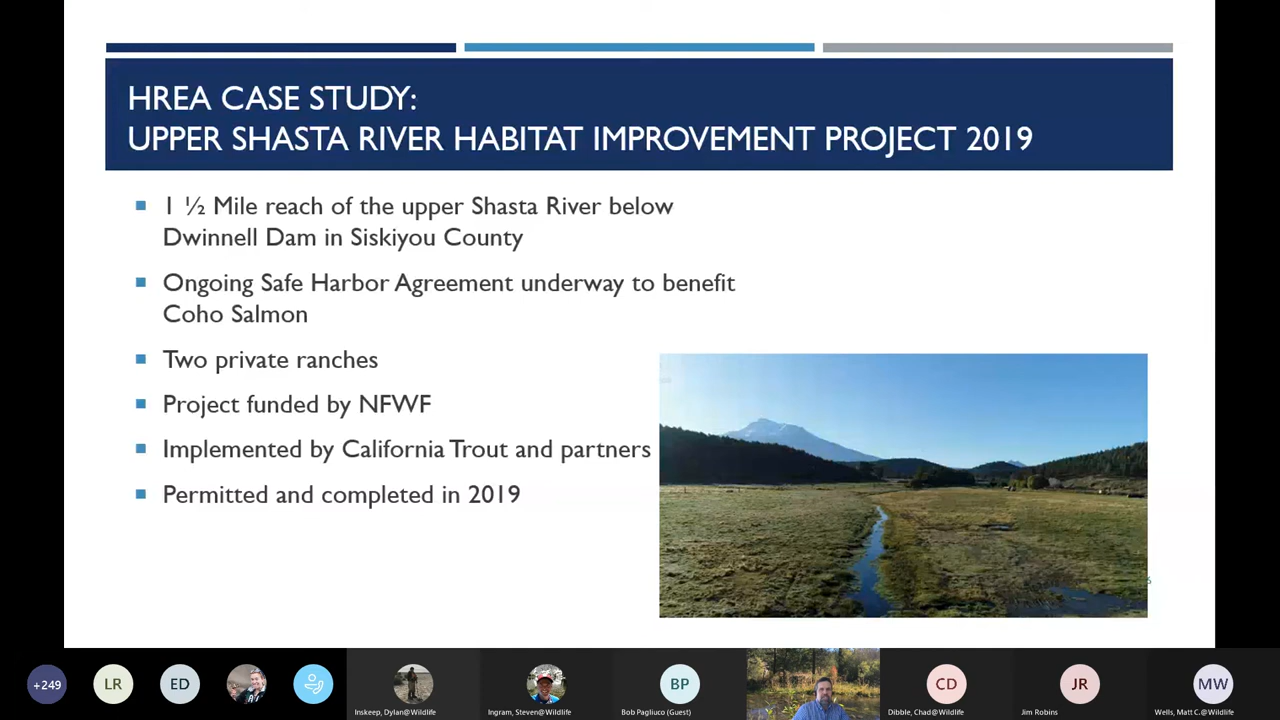 HREA CASE STUDY:
UPPER SHASTA RIVER HABITAT IMPROVEMENT PROJECT 2019
1 ½ Mile reach of the upper Shasta River below
Dwinnell Dam in Siskiyou County
Ongoing Safe Harbor Agreement underway to benefit
Coho Salmon
Two private ranches
Project funded by NFWF
Implemented by California Trout and partners
Permitted and completed in 2019
6
+249
LR
ED
BP
CD
JR
MW
Inskeep, Dylan@Wildlife
Ingram, Steven@Wildlife
Bob Pagliuco (Guest)
Dibble, Chad@Wildlife
Jim Robins
Wells, Matt C.@Wildlife